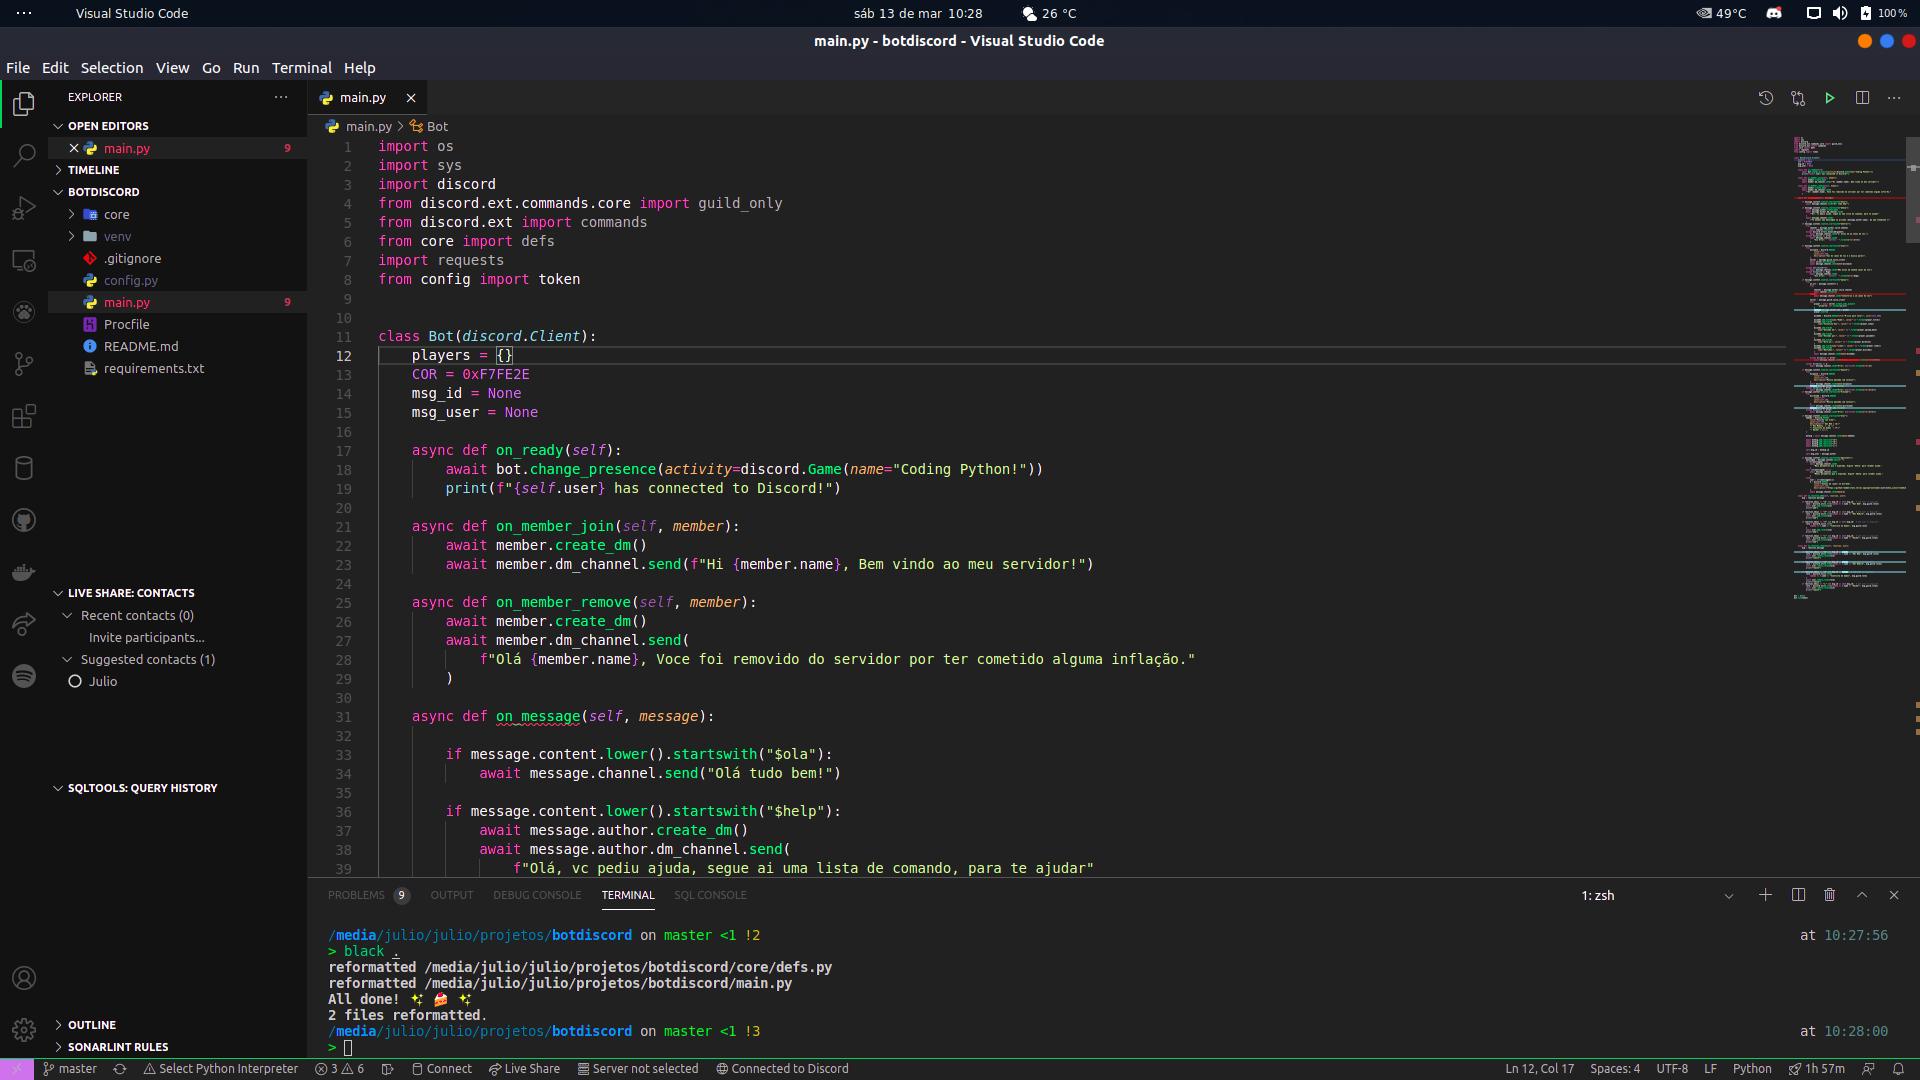 Visual Studio Code
sáb 13 de mar 10:28
26 °C
49°C
100 %
main.py - botdiscord - Visual Studio Code
File Edit Selection View Go Run Terminal Help
EXPLORER
OPEN EDITORS
main.py 9
TIMELINE
BOTDISCORD
core
venv
.gitignore
config.py
main.py 9
Procfile
README.md
requirements.txt
LIVE SHARE: CONTACTS
Recent contacts (0)
Invite participants...
Suggested contacts (1)
Julio
SQLTOOLS: QUERY HISTORY
OUTLINE
SONARLINT RULES
main.py
main.py > Bot
1 import os
2 import sys
3 import discord
4 from discord.ext.commands.core import guild_only
5 from discord.ext import commands
6 from core import defs
7 import requests
8 from config import token
9
10
11 class Bot(discord.Client):
12 players = {}
13 COR = 0xF7FE2E
14 msg_id = None
15 msg_user = None
16
17 async def on_ready(self):
18 await bot.change_presence(activity=discord.Game(name="Coding Python!"))
19 print(f"{self.user} has connected to Discord!")
20
21 async def on_member_join(self, member):
22 await member.create_dm()
23 await member.dm_channel.send(f"Hi {member.name}, Bem vindo ao meu servidor!")
24
25 async def on_member_remove(self, member):
26 await member.create_dm()
27 await member.dm_channel.send(
28 f"Olá {member.name}, Voce foi removido do servidor por ter cometido alguma inflação."
29 )
30
31 async def on_message(self, message):
32
33 if message.content.lower().startswith("$ola"):
34 await message.channel.send("Olá tudo bem!")
35
36 if message.content.lower().startswith("$help"):
37 await message.author.create_dm()
38 await message.author.dm_channel.send(
39 f"Olá, vc pediu ajuda, segue ai uma lista de comando, para te ajudar"
PROBLEMS 9 OUTPUT DEBUG CONSOLE TERMINAL SQL CONSOLE
1: zsh
/media/julio/julio/projetos/botdiscord on master <1 !2 at 10:27:56
> black .
reformatted /media/julio/julio/projetos/botdiscord/core/defs.py
reformatted /media/julio/julio/projetos/botdiscord/main.py
All done! ✨ 🍰 ✨
2 files reformatted.
/media/julio/julio/projetos/botdiscord on master <1 !3 at 10:28:00
>
master Select Python Interpreter 3 6 Connect Live Share Server not selected Connected to Discord
Ln 12, Col 17 Spaces: 4 UTF-8 LF Python 1h 57m